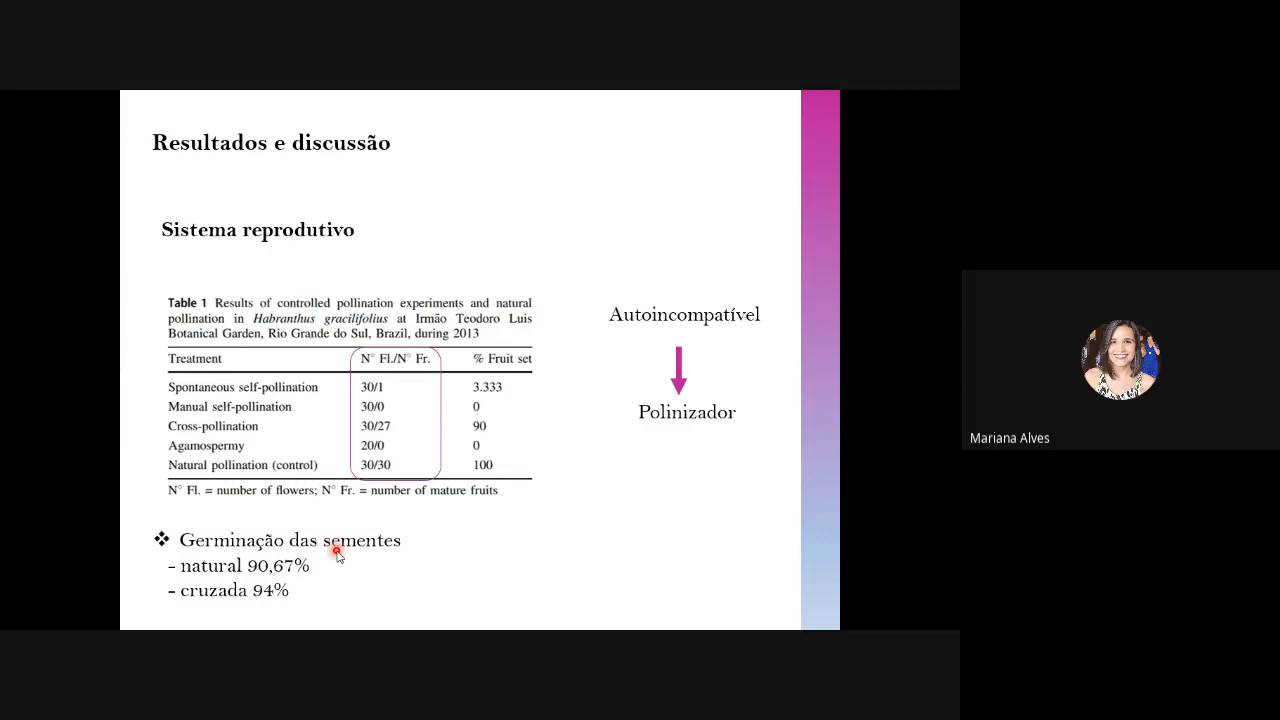 Resultados e discussão
Sistema reprodutivo
Table 1 Results of controlled pollination experiments and natural
pollination in Habranthus gracilifolius at Irmão Teodoro Luis
Botanical Garden, Rio Grande do Sul, Brazil, during 2013
Treatment N° Fl./N° Fr. % Fruit set
Spontaneous self-pollination 30/1 3.333
Manual self-pollination 30/0 0
Cross-pollination 30/27 90
Agamospermy 20/0 0
Natural pollination (control) 30/30 100
N° Fl. = number of flowers; N° Fr. = number of mature fruits
Autoincompatível
Polinizador
❖ Germinação das sementes
- natural 90,67%
- cruzada 94%
Mariana Alves